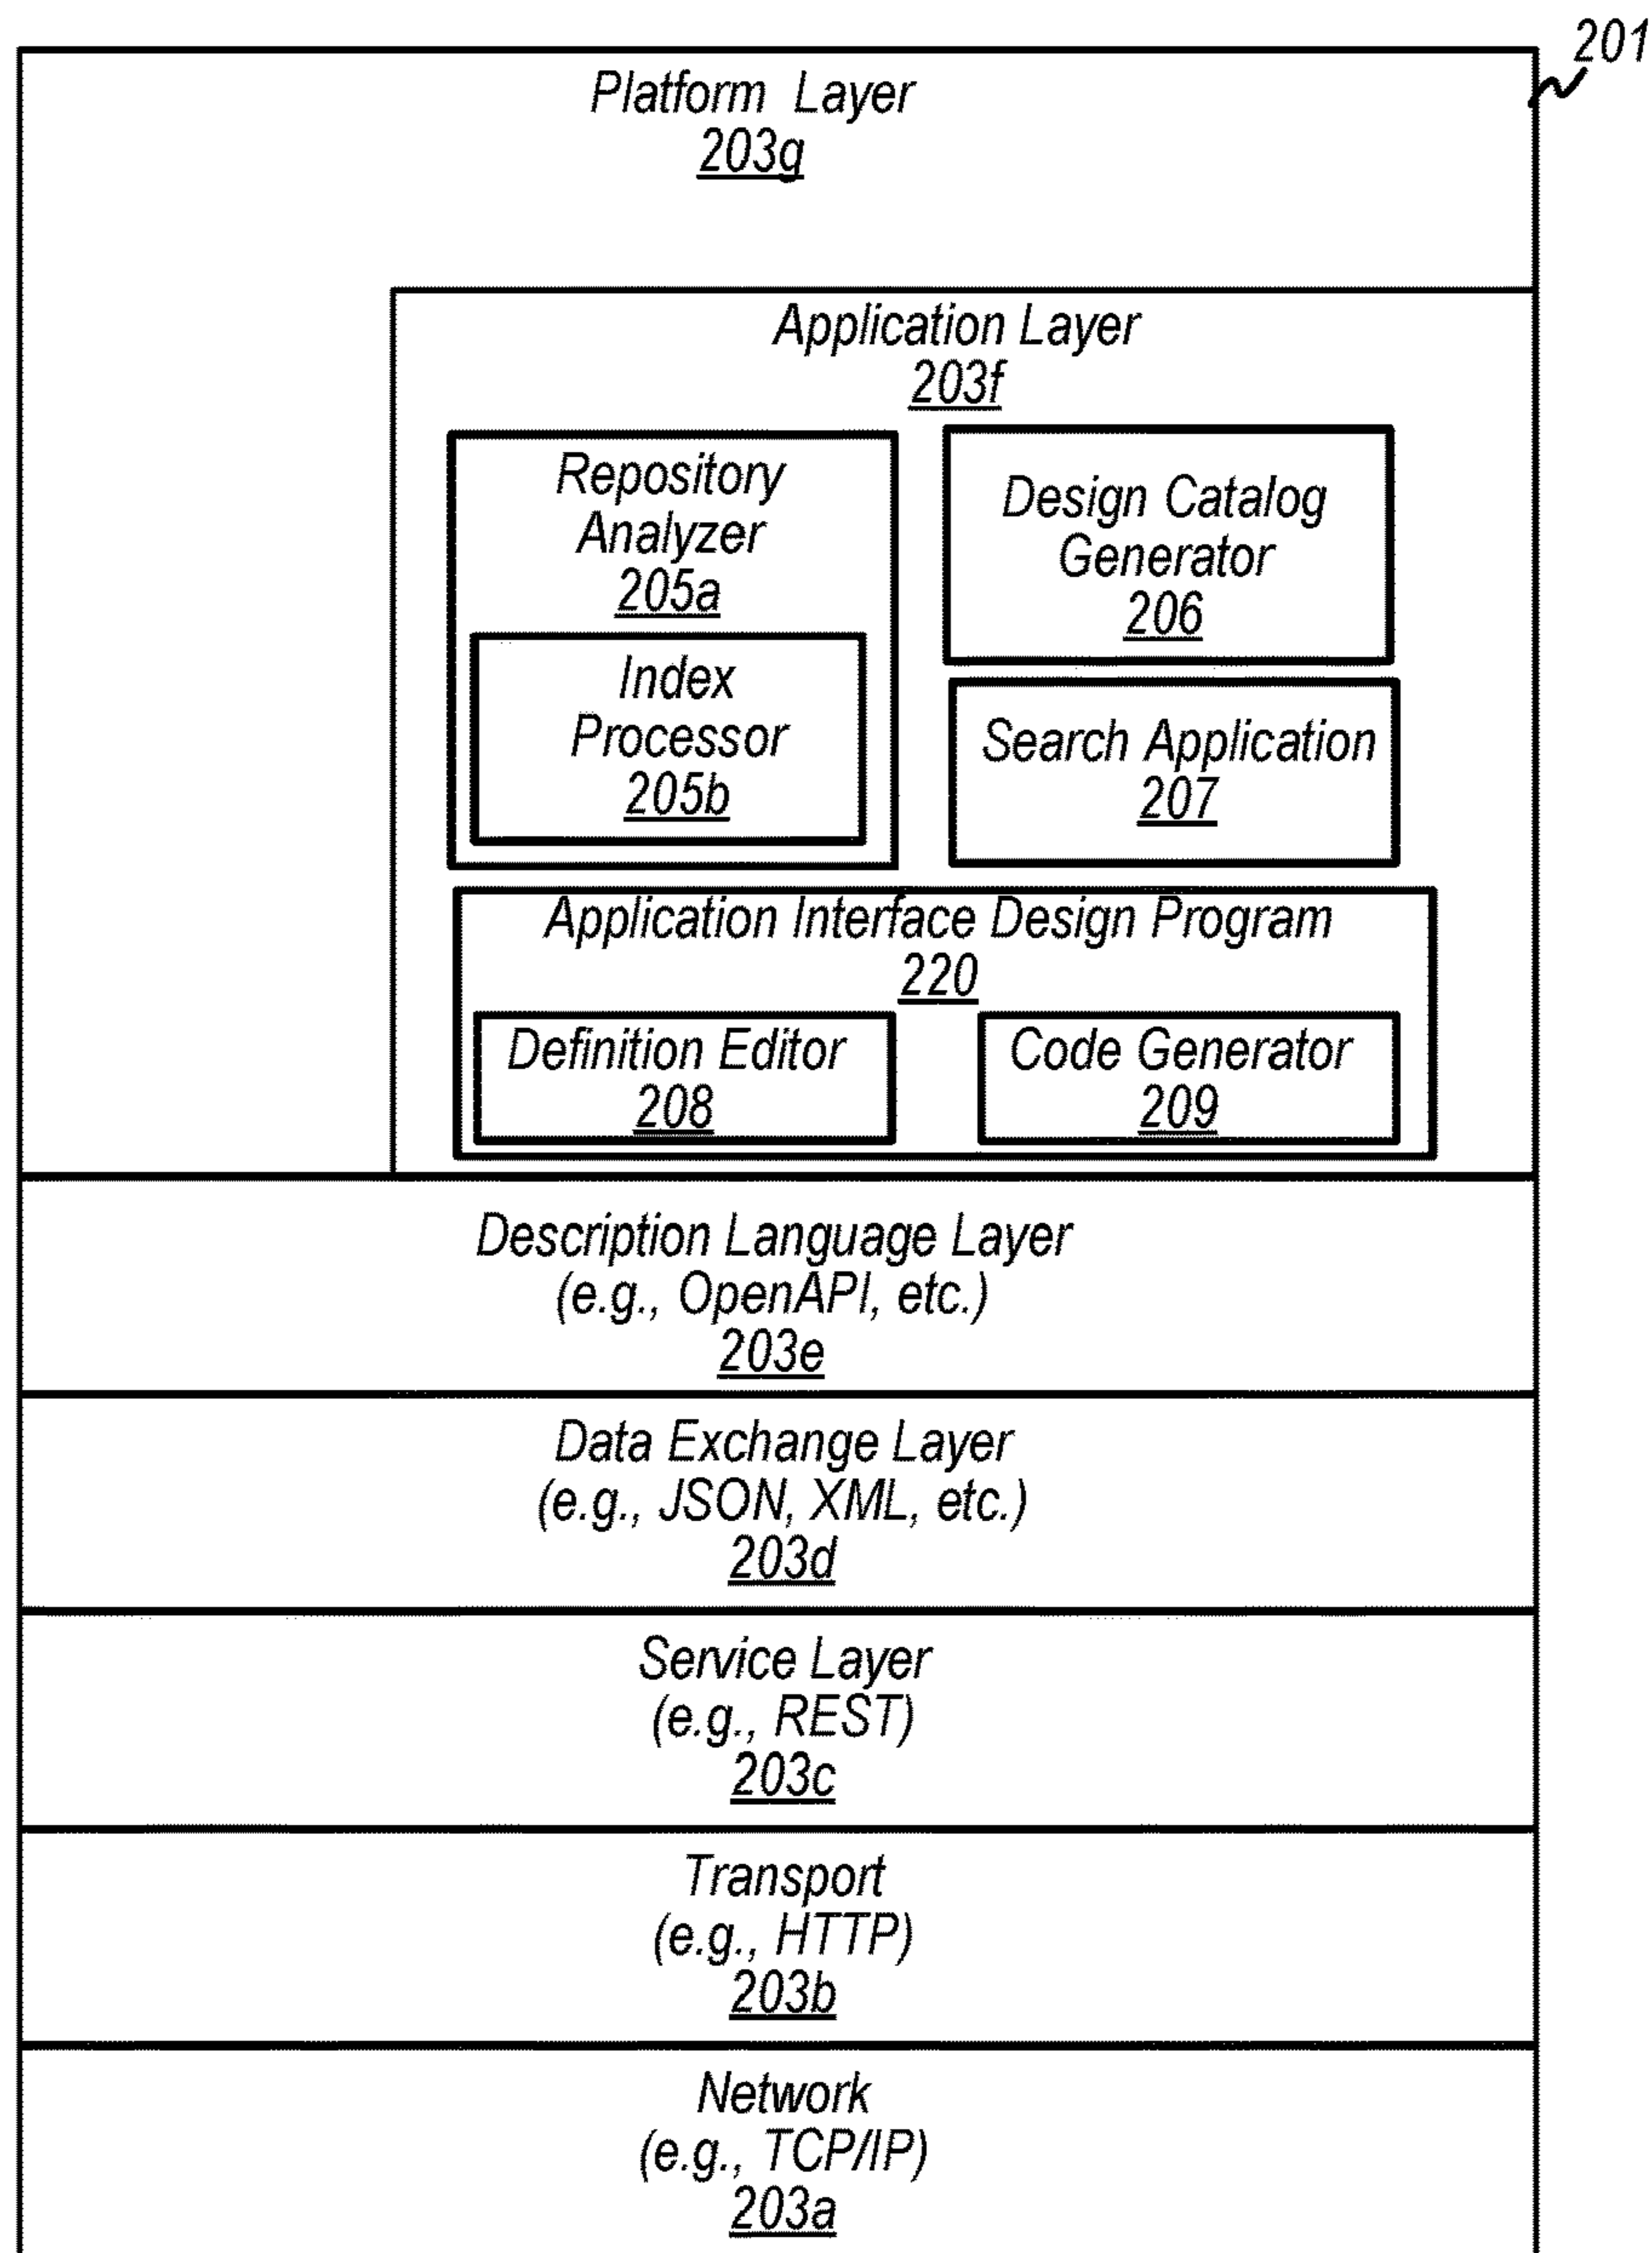 201
Platform Layer
203g
Application Layer
203f
Repository
Analyzer
205a
Index
Processor
205b
Design Catalog
Generator
206
Search Application
207
Application Interface Design Program
220
Definition Editor
208
Code Generator
209
Description Language Layer
(e.g., OpenAPI, etc.)
203e
Data Exchange Layer
(e.g., JSON, XML, etc.)
203d
Service Layer
(e.g., REST)
203c
Transport
(e.g., HTTP)
203b
Network
(e.g., TCP/IP)
203a